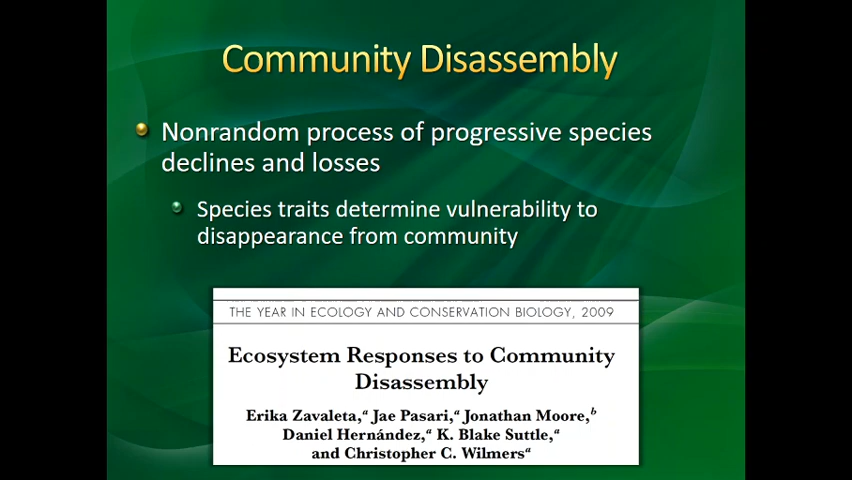 Community Disassembly
Nonrandom process of progressive species
declines and losses
Species traits determine vulnerability to
disappearance from community
THE YEAR IN ECOLOGY AND CONSERVATION BIOLOGY, 2009
Ecosystem Responses to Community
Disassembly
Erika Zavaleta,a Jae Pasari,a Jonathan Moore,b
Daniel Hernández,a K. Blake Suttle,a
and Christopher C. Wilmersa